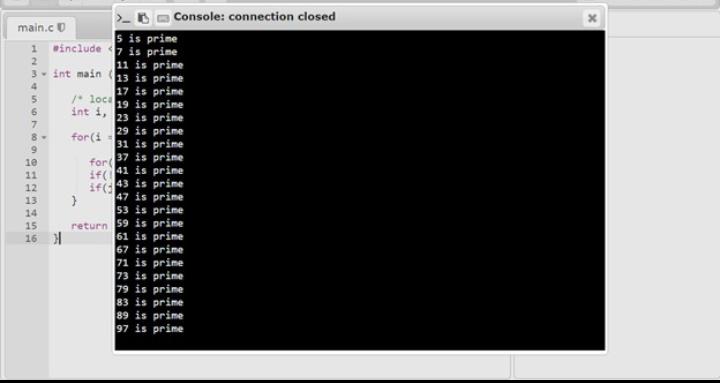 Console: connection closed
main.c
1 #include <
2
3 int main (
4
5 /* loca
6 int i,
7
8 for(i =
9
10 for(
11 if(!
12 if(j
13 }
14
15 return
16 }
5 is prime
7 is prime
11 is prime
13 is prime
17 is prime
19 is prime
23 is prime
29 is prime
31 is prime
37 is prime
41 is prime
43 is prime
47 is prime
53 is prime
59 is prime
61 is prime
67 is prime
71 is prime
73 is prime
79 is prime
83 is prime
89 is prime
97 is prime